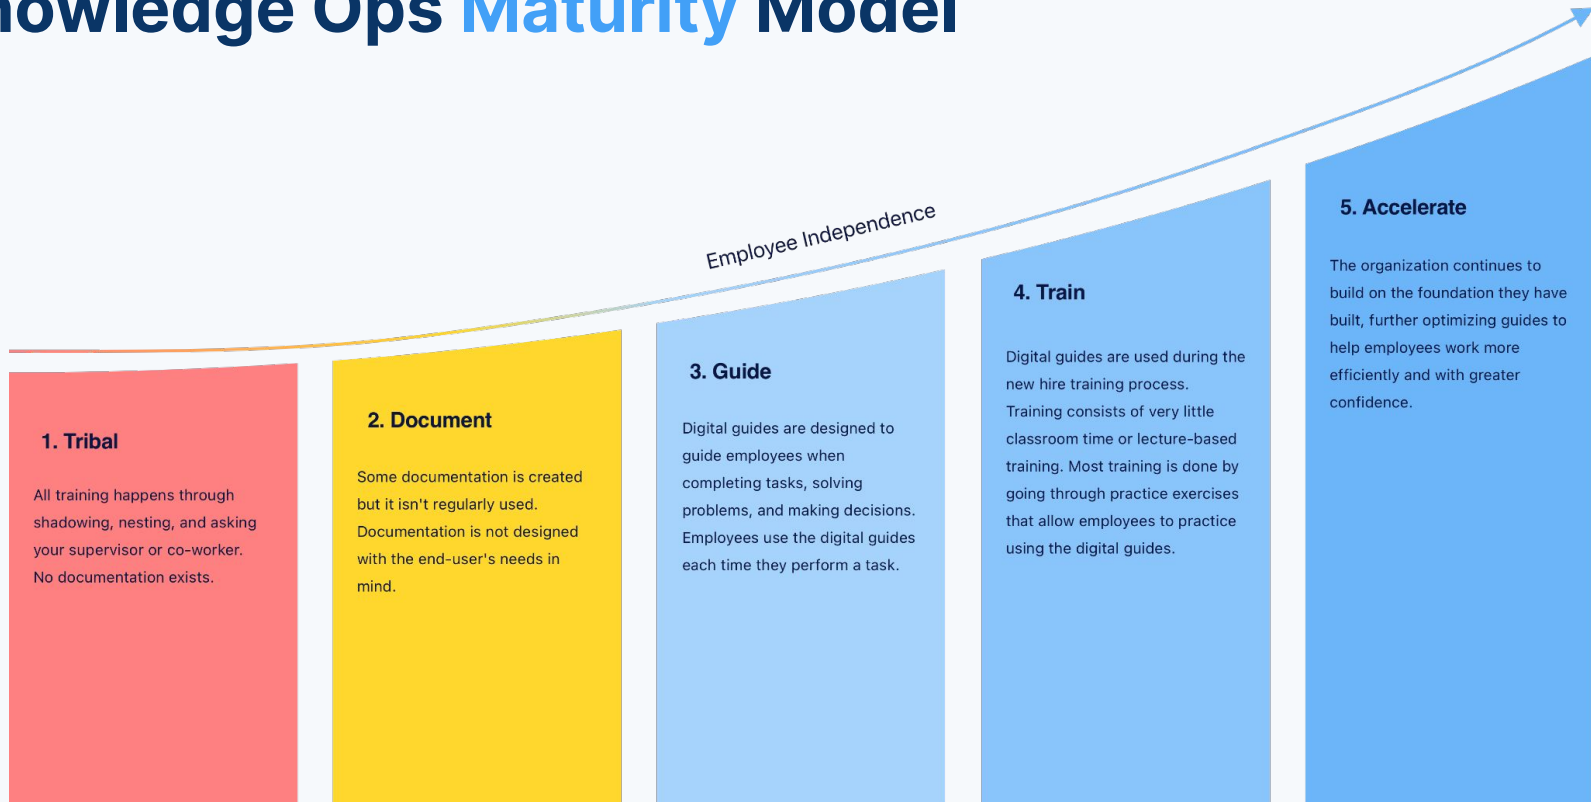 nowledge Ops Maturity Model
Employee Independence
1. Tribal
All training happens through
shadowing, nesting, and asking
your supervisor or co-worker.
No documentation exists.
2. Document
Some documentation is created
but it isn't regularly used.
Documentation is not designed
with the end-user's needs in
mind.
3. Guide
Digital guides are designed to
guide employees when
completing tasks, solving
problems, and making decisions.
Employees use the digital guides
each time they perform a task.
4. Train
Digital guides are used during the
new hire training process.
Training consists of very little
classroom time or lecture-based
training. Most training is done by
going through practice exercises
that allow employees to practice
using the digital guides.
5. Accelerate
The organization continues to
build on the foundation they have
built, further optimizing guides to
help employees work more
efficiently and with greater
confidence.